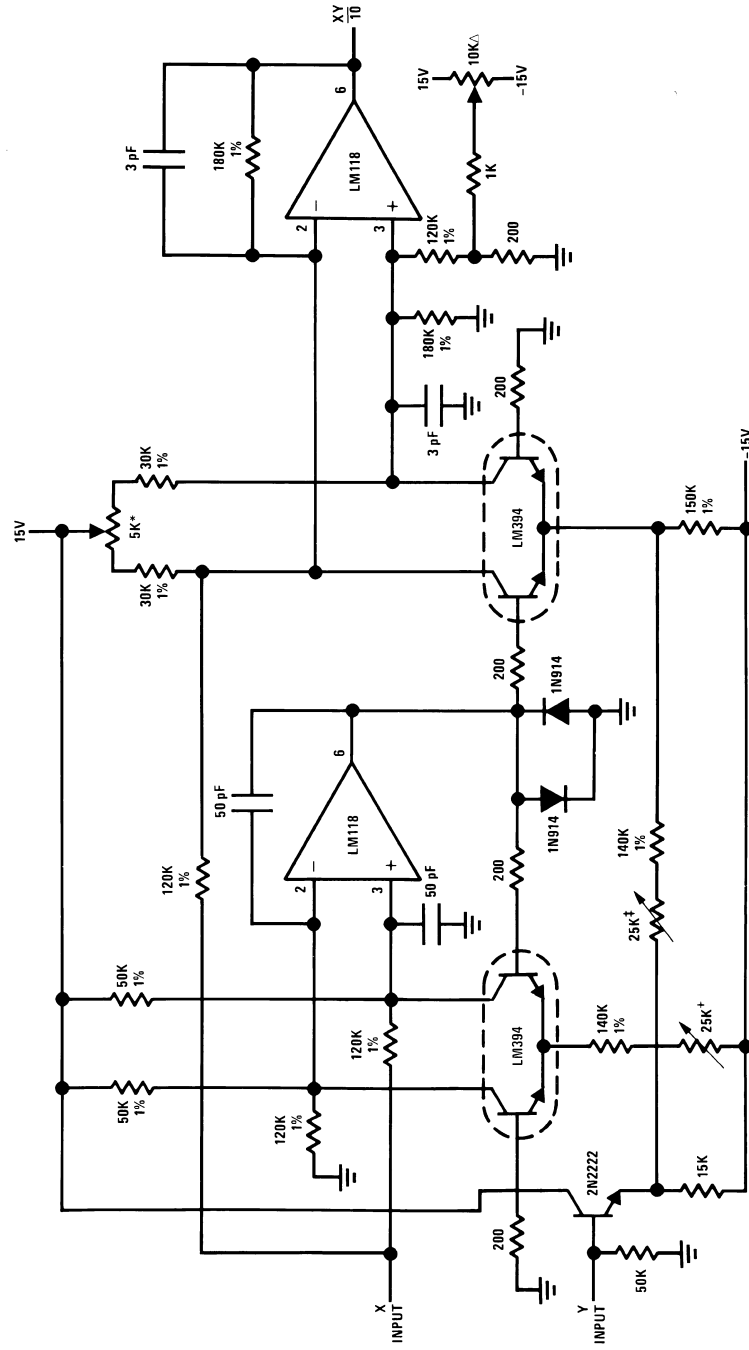 XY
10
3 pF
180K
1%
6
LM118
2
−
3
+
15V
10K△
−15V
1K
120K
1%
200
180K
1%
3 pF
200
15V
5K*
30K
1%
30K
1%
LM394
150K
1%
−15V
200
1N914
1N914
50 pF
6
LM118
2
−
3
+
50 pF
120K
1%
200
140K
1%
25K‡
50K
1%
50K
1%
120K
1%
120K
1%
LM394
140K
1%
25K+
200
2N2222
15K
50K
X
INPUT
Y
INPUT